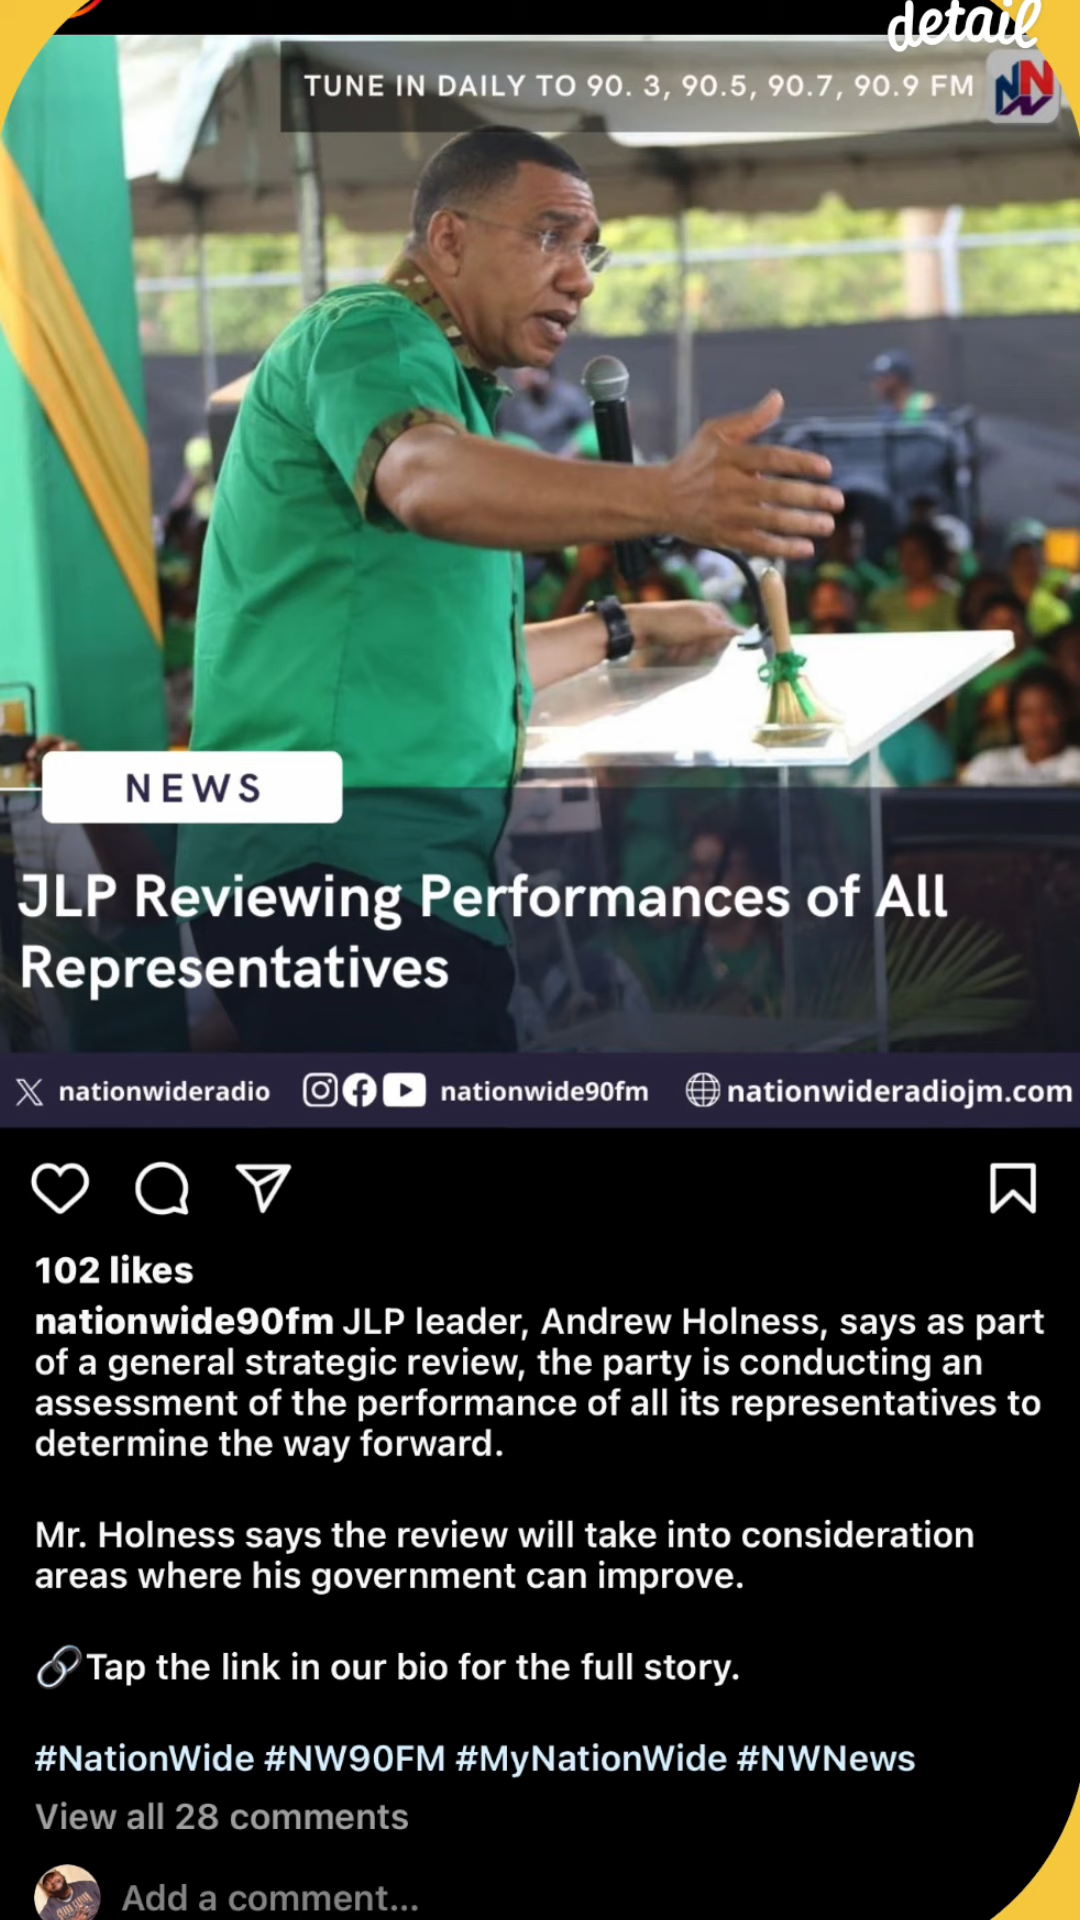 detail
TUNE IN DAILY TO 90. 3, 90.5, 90.7, 90.9 FM
NNW
NEWS
JLP Reviewing Performances of All
Representatives
nationwideradio nationwide90fm nationwideradiojm.com
102 likes
nationwide90fm JLP leader, Andrew Holness, says as part
of a general strategic review, the party is conducting an
assessment of the performance of all its representatives to
determine the way forward.
Mr. Holness says the review will take into consideration
areas where his government can improve.
🔗Tap the link in our bio for the full story.
#NationWide #NW90FM #MyNationWide #NWNews
View all 28 comments
Add a comment...